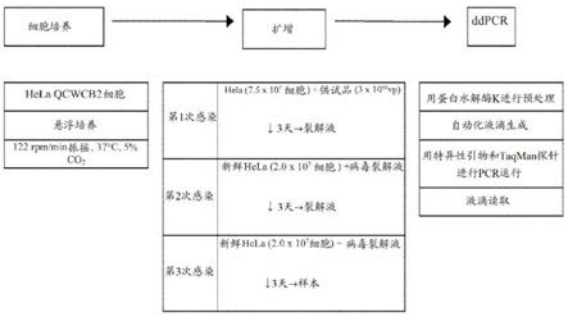 细胞培养
扩增
ddPCR
HeLa QCWCB2细胞
悬浮培养
122 rpm/min振摇, 37°C, 5%
CO₂
第1次感染
Hela (7.5 x 10⁷ 细胞) + 供试品 (3 x 10¹⁰vp)
↓3天→裂解液
第2次感染
新鲜HeLa (2.0 x 10⁷ 细胞) +病毒裂解液
↓3天→裂解液
第3次感染
新鲜HeLa (2.0 x 10⁷细胞) + 病毒裂解液
↓3天→样本
用蛋白水解酶K进行预处理
自动化液滴生成
用特异性引物和TaqMan探针
进行PCR运行
液滴读取